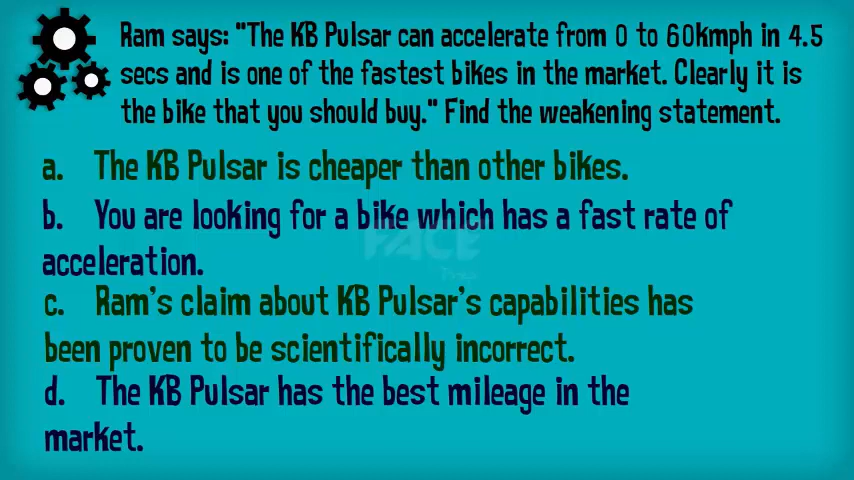 Ram says: "The KB Pulsar can accelerate from 0 to 60kmph in 4.5
secs and is one of the fastest bikes in the market. Clearly it is
the bike that you should buy." Find the weakening statement.
a. The KB Pulsar is cheaper than other bikes.
b. You are looking for a bike which has a fast rate of
acceleration.
FACE
c. Ram's claim about KB Pulsar's capabilities has
been proven to be scientifically incorrect.
d. The KB Pulsar has the best mileage in the
market.